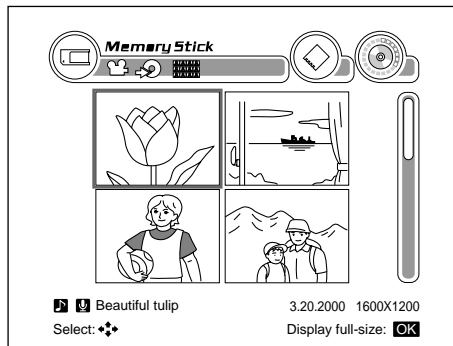 Memory Stick
Beautiful tulip 3.20.2000 1600X1200
Select: Display full-size: OK